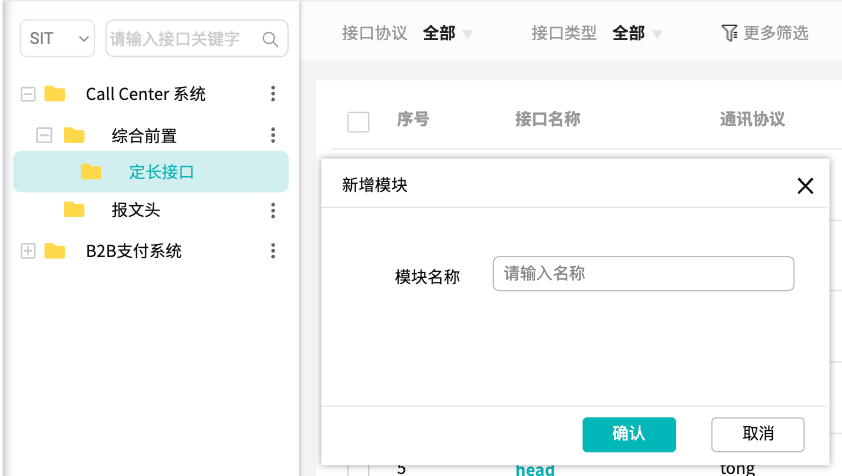 SIT
请输入接口关键字
Call Center 系统
综合前置
定长接口
报文头
B2B支付系统
接口协议 全部 接口类型 全部 更多筛选
序号 接口名称 通讯协议
新增模块
模块名称 请输入名称
确认 取消
5 head tong